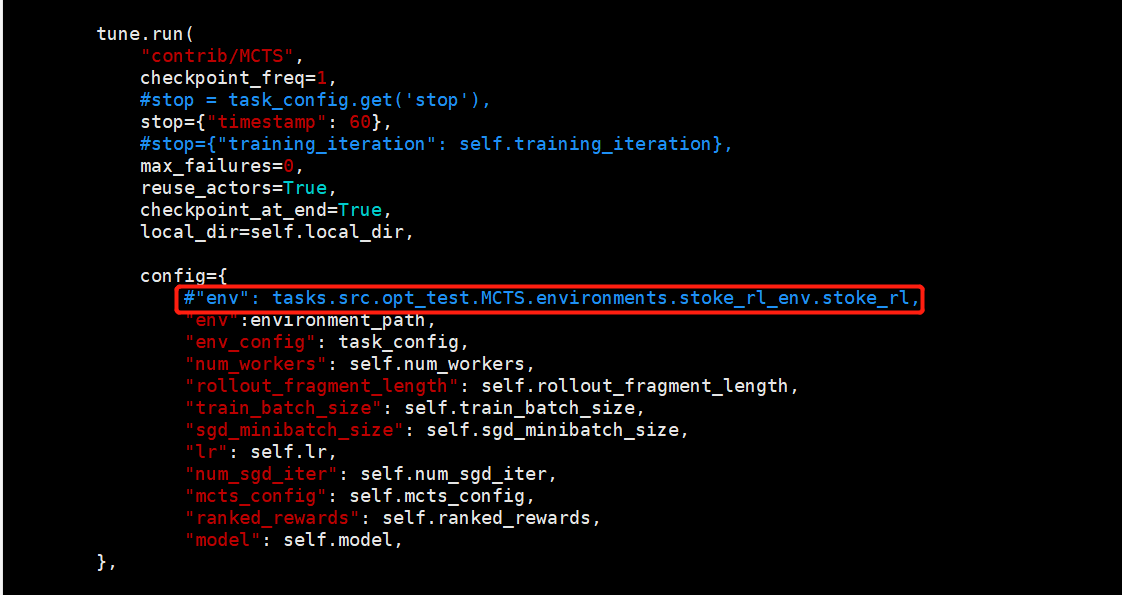 tune.run(
"contrib/MCTS",
checkpoint_freq=1,
#stop = task_config.get('stop'),
stop={"timestamp": 60},
#stop={"training_iteration": self.training_iteration},
max_failures=0,
reuse_actors=True,
checkpoint_at_end=True,
local_dir=self.local_dir,
config={
#"env": tasks.src.opt_test.MCTS.environments.stoke_rl_env.stoke_rl,
"env":environment_path,
"env_config": task_config,
"num_workers": self.num_workers,
"rollout_fragment_length": self.rollout_fragment_length,
"train_batch_size": self.train_batch_size,
"sgd_minibatch_size": self.sgd_minibatch_size,
"lr": self.lr,
"num_sgd_iter": self.num_sgd_iter,
"mcts_config": self.mcts_config,
"ranked_rewards": self.ranked_rewards,
"model": self.model,
},